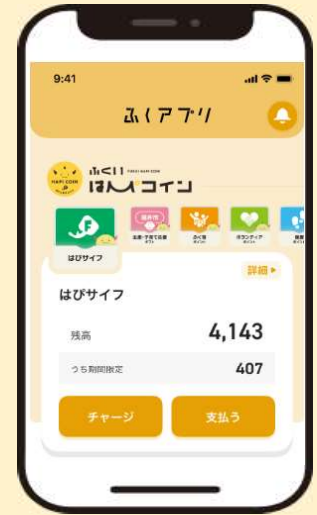 9:41
ふくアプリ
HAPI COIN
ふくい
はぴコイン
はぴサイフ
詳細▶
はぴサイフ
残高 4,143
うち期間限定 407
チャージ
支払う